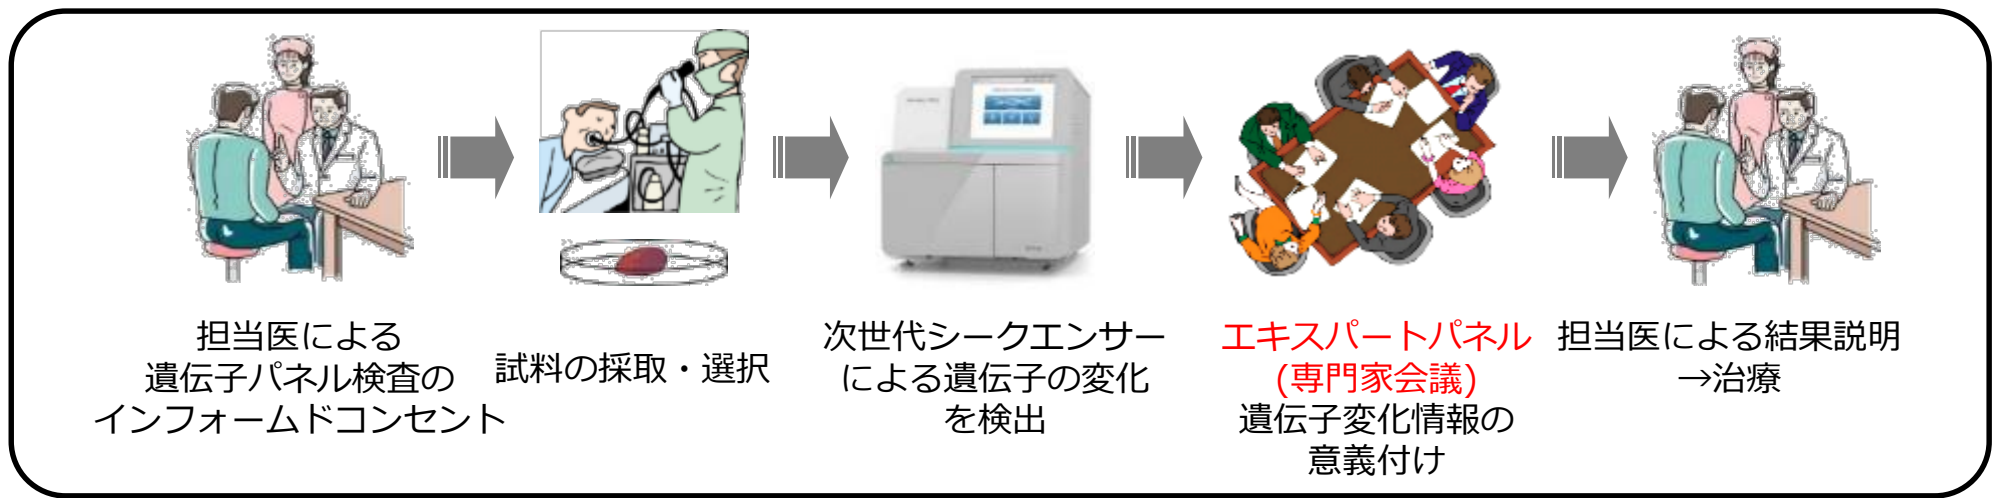 担当医による
遺伝子パネル検査の
インフォームドコンセント
試料の採取・選択
次世代シークエンサー
による遺伝子の変化
を検出
エキスパートパネル
(専門家会議)
遺伝子変化情報の
意義付け
担当医による結果説明
→治療